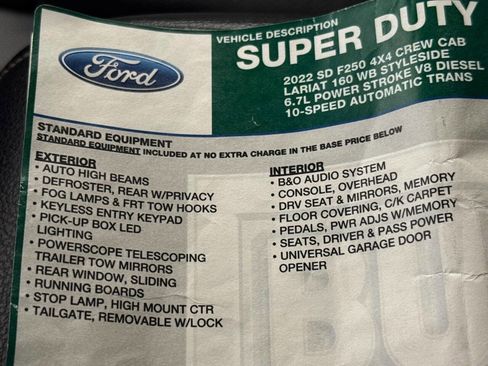 Ford
VEHICLE DESCRIPTION
SUPER DUTY
2022 SD F250 4X4 CREW CAB
LARIAT 160 WB STYLESIDE
6.7L POWER STROKE V8 DIESEL
10-SPEED AUTOMATIC TRANS
STANDARD EQUIPMENT
STANDARD EQUIPMENT INCLUDED AT NO EXTRA CHARGE IN THE BASE PRICE BELOW
EXTERIOR
• AUTO HIGH BEAMS
• DEFROSTER, REAR W/PRIVACY
• FOG LAMPS & FRT TOW HOOKS
• KEYLESS ENTRY KEYPAD
• PICK-UP BOX LED
LIGHTING
• POWERSCOPE TELESCOPING
TRAILER TOW MIRRORS
• REAR WINDOW, SLIDING
• RUNNING BOARDS
• STOP LAMP, HIGH MOUNT CTR
• TAILGATE, REMOVABLE W/LOCK
INTERIOR
• B&O AUDIO SYSTEM
• CONSOLE, OVERHEAD
• DRV SEAT & MIRRORS, MEMORY
• FLOOR COVERING, C/K CARPET
• PEDALS, PWR ADJS W/MEMORY
• SEATS, DRIVER & PASS POWER
• UNIVERSAL GARAGE DOOR
OPENER